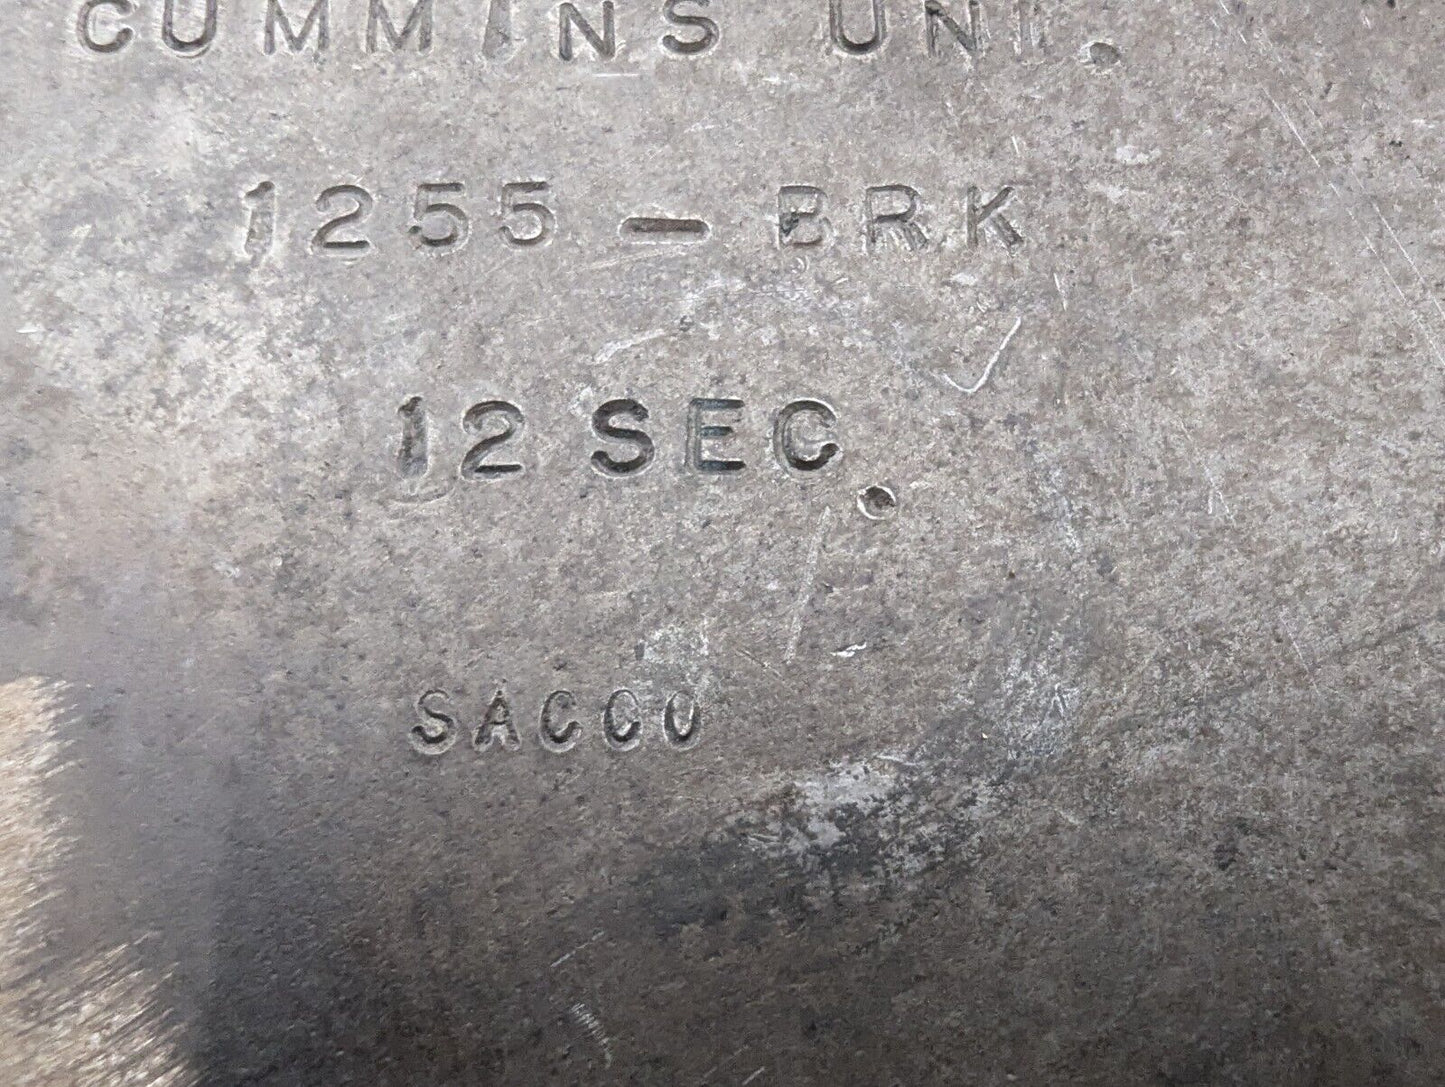 CUMMINS UNI.
1255 - BRK
12 SEC.
SACCO